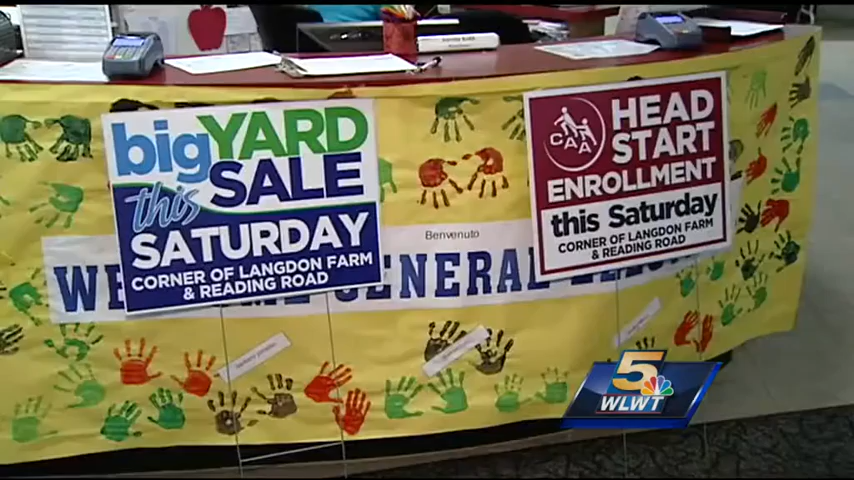 big YARD
this SALE
SATURDAY
CORNER OF LANGDON FARM
& READING ROAD
CAA
HEAD
START
ENROLLMENT
this Saturday
CORNER OF LANGDON FARM
& READING ROAD
Benvenuto
GENERAL
5
WLWT